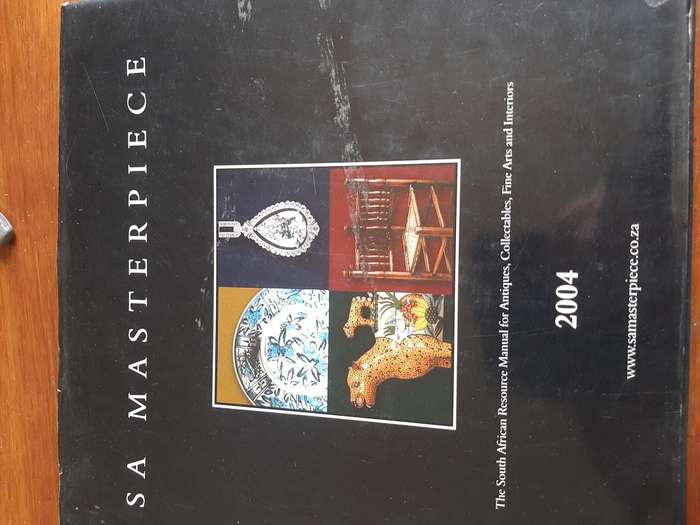 SA MASTERPIECE
The South African Resource Manual for Antiques, Collectables, Fine Arts and Interiors
2004
www.samasterpiece.co.za